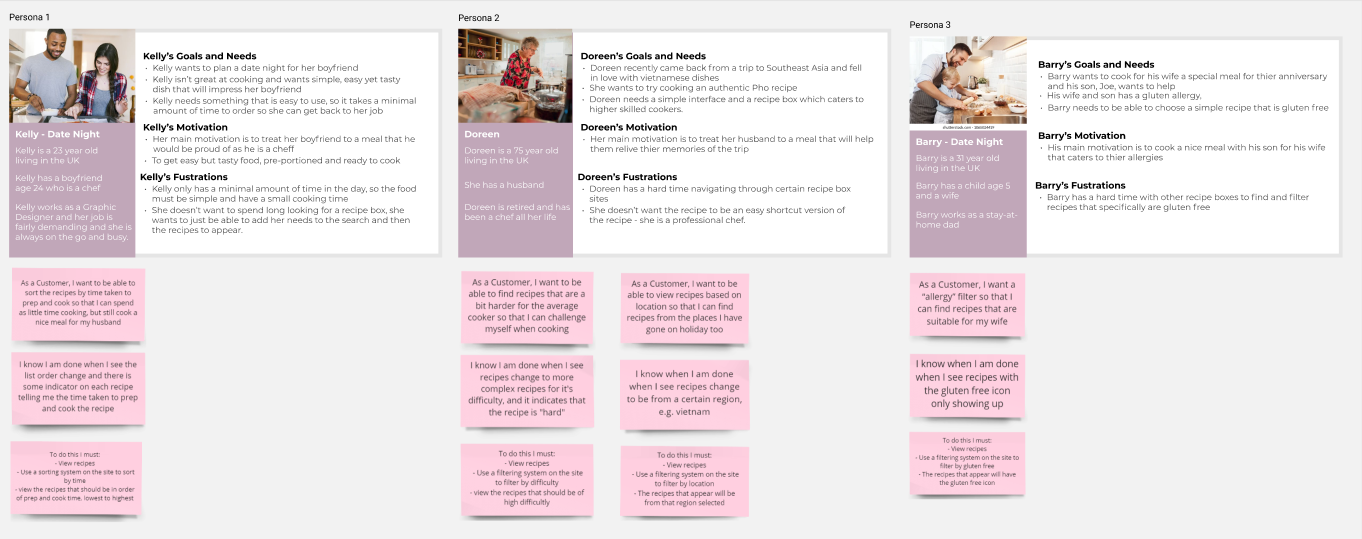 Persona 1
Kelly - Date Night
Kelly is a 23 year old
living in the UK
Kelly has a boyfriend
age 24 who is a chef
Kelly works as a Graphic
Designer and her job is
fairly demanding and she is
always on the go and busy.
Kelly's Goals and Needs
• Kelly wants to plan a date night for her boyfriend
• Kelly isn't great at cooking and wants simple, easy yet tasty
dish that will impress her boyfriend
• Kelly needs something that is easy to use, so it takes a minimal
amount of time to order so she can get back to her job
Kelly's Motivation
• Her main motivation is to treat her boyfriend to a meal that he
would be proud of as he is a cheff
• To get easy but tasty food, pre-portioned and ready to cook
Kelly's Fustrations
• Kelly only has a minimal amount of time in the day, so the food
must be simple and have a small cooking time
• She doesn't want to spend long looking for a recipe box, she
wants to just be able to add her needs to the search and then
the recipes to appear.
As a Customer, I want to be able to
sort the recipes by time taken to
prep and cook so that I can spend
as little time cooking, but still cook a
nice meal for my husband
I know I am done when I see the
list order change and there is
some indicator on each recipe
telling me the time taken to prep
and cook the recipe
To do this I must:
- View recipes
- Use a sorting system on the site to sort
by time
- view the recipes that should be in order
of prep and cook time, lowest to highest
Persona 2
Doreen
Doreen is a 75 year old
living in the UK
She has a husband
Doreen is retired and has
been a chef all her life
Doreen's Goals and Needs
• Doreen recently came back from a trip to Southeast Asia and fell
in love with vietnamese dishes
• She wants to try cooking an authentic Pho recipe
• Doreen needs a simple interface and a recipe box which caters to
higher skilled cookers.
Doreen's Motivation
• Her main motivation is to treat her husband to a meal that will help
them relive thier memories of the trip
Doreen's Fustrations
• Doreen has a hard time navigating through certain recipe box
sites
• She doesn't want the recipe to be an easy shortcut version of
the recipe - she is a professional chef.
As a Customer, I want to be
able to find recipes that are a
bit harder for the average
cooker so that I can challenge
myself when cooking
I know I am done when I see
recipes change to more
complex recipes for it's
difficulty, and it indicates that
the recipe is "hard"
To do this I must:
- View recipes
- Use a filtering system on the site
to filter by difficulty
- view the recipes that should be of
high difficultly
As a Customer, I want to be
able to view recipes based on
location so that I can find
recipes from the places I have
gone on holiday too
I know when I am done
when I see recipes change
to be from a certain region,
e.g. vietnam
To do this I must:
- View recipes
- Use a filtering system on the site
to filter by location
- The recipes that appear will be
from that region selected
Persona 3
Barry - Date Night
Barry is a 31 year old
living in the UK
Barry has a child age 5
and a wife
Barry works as a stay-at-
home dad
Barry's Goals and Needs
• Barry wants to cook for his wife a special meal for thier anniversary
and his son, Joe, wants to help
• His wife and son has a gluten allergy,
• Barry needs to be able to choose a simple recipe that is gluten free
Barry's Motivation
• His main motivation is to cook a nice meal with his son for his wife
that caters to thier allergies
Barry's Fustrations
• Barry has a hard time with other recipe boxes to find and filter
recipes that specifically are gluten free
As a Customer, I want a
"allergy" filter so that I
can find recipes that are
suitable for my wife
I know when I am done
when I see recipes with
the gluten free icon
only showing up
To do this I must:
- View recipes
- Use a filtering system on the site to
filter by gluten free
- The recipes that appear will have
the gluten free icon